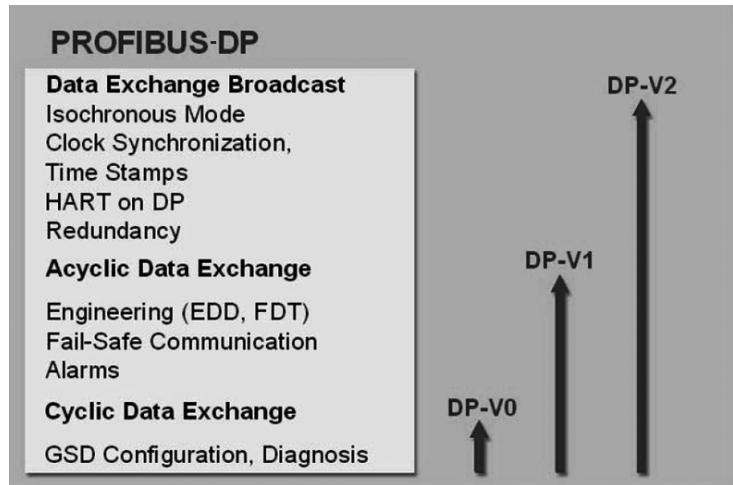 PROFIBUS-DP
Data Exchange Broadcast
Isochronous Mode
Clock Synchronization,
Time Stamps
HART on DP
Redundancy
Acyclic Data Exchange
Engineering (EDD, FDT)
Fail-Safe Communication
Alarms
Cyclic Data Exchange
GSD Configuration, Diagnosis
DP-V0
DP-V1
DP-V2